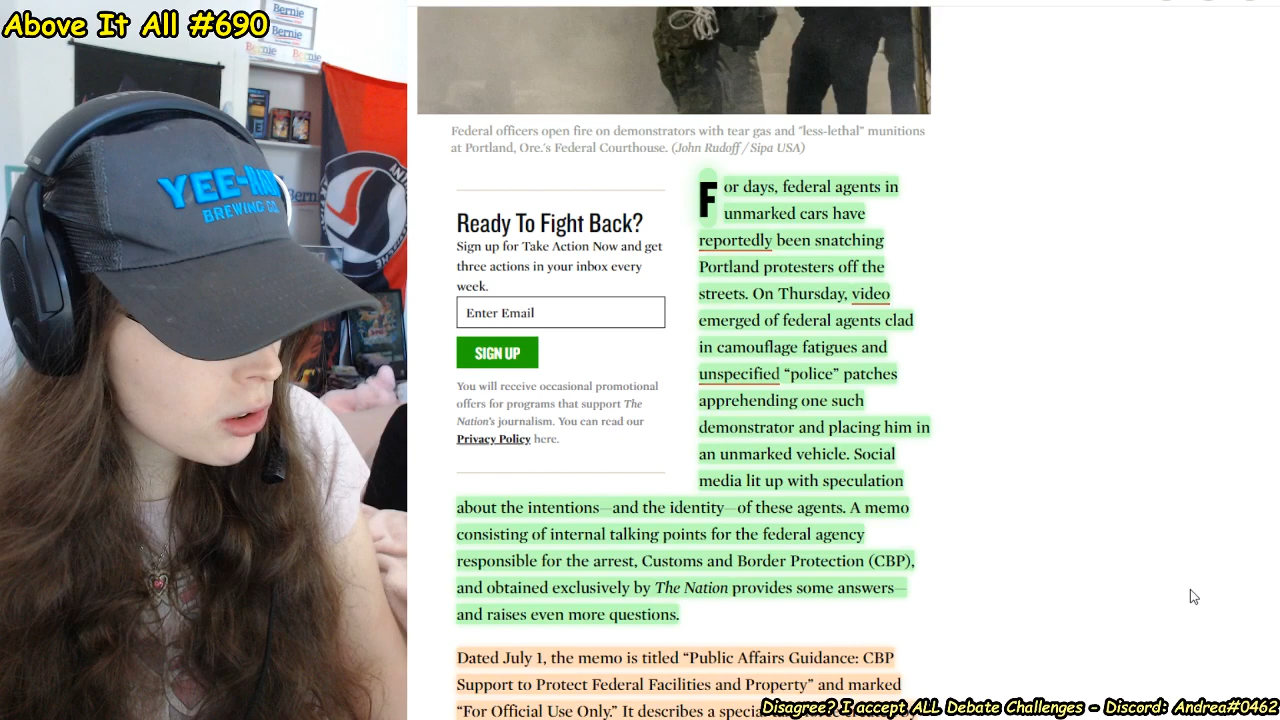 Above It All #690
Bernie
Bernie
Bernie
YEE-HAW
BREWING CO.
Federal officers open fire on demonstrators with tear gas and "less-lethal" munitions
at Portland, Ore.'s Federal Courthouse. (John Rudoff / Sipa USA)
Ready To Fight Back?
Sign up for Take Action Now and get
three actions in your inbox every
week.
Enter Email
SIGN UP
You will receive occasional promotional
offers for programs that support The
Nation's journalism. You can read our
Privacy Policy here.
For days, federal agents in
unmarked cars have
reportedly been snatching
Portland protesters off the
streets. On Thursday, video
emerged of federal agents clad
in camouflage fatigues and
unspecified “police” patches
apprehending one such
demonstrator and placing him in
an unmarked vehicle. Social
media lit up with speculation
about the intentions—and the identity—of these agents. A memo
consisting of internal talking points for the federal agency
responsible for the arrest, Customs and Border Protection (CBP),
and obtained exclusively by The Nation provides some answers—
and raises even more questions.
Dated July 1, the memo is titled “Public Affairs Guidance: CBP
Support to Protect Federal Facilities and Property” and marked
“For Official Use Only.” It describes a special
Disagree? I accept ALL Debate Challenges - Discord: Andrea#0462